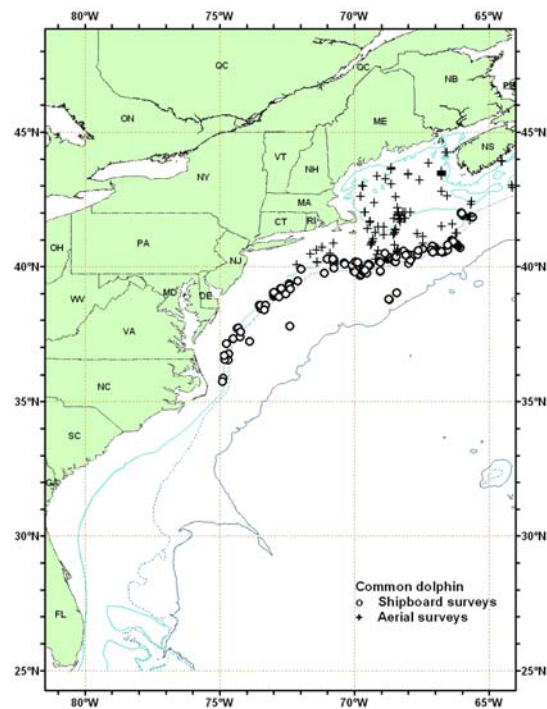 80°W 75°W 70°W 65°W
QC
QC
NB
PE
ON
ME
45°N
45°N
NS
VT
NH
NY
MA
CT
RI
PA
OH
NJ
40°N
40°N
MD
DE
WV
VA
NC
35°N
35°N
SC
GA
30°N
30°N
Common dolphin
Shipboard surveys
Aerial surveys
FL
25°N
25°N
80°W 75°W 70°W 65°W